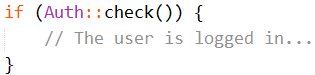 if (Auth::check()) {
    // The user is logged in...
}